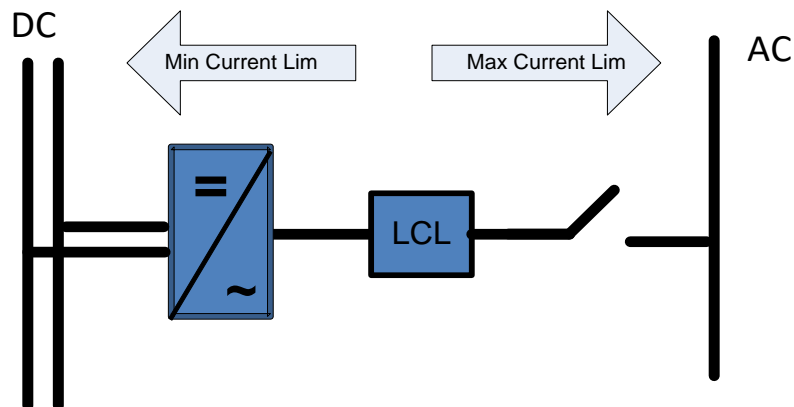 DC
Min Current Lim
Max Current Lim
AC
=
~
LCL